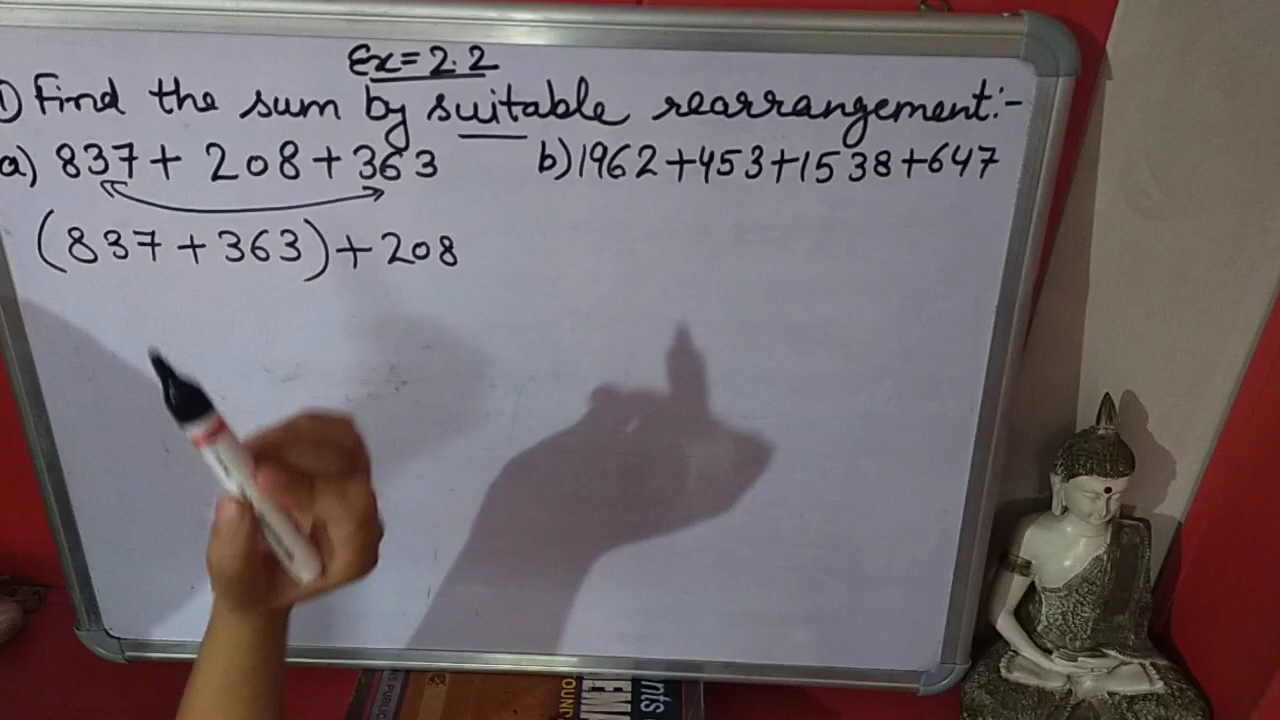 Ex=2.2
1) Find the sum by suitable rearrangement:-
a) 837+ 208+363 b)1962+453+1538+647
(837+363)+208